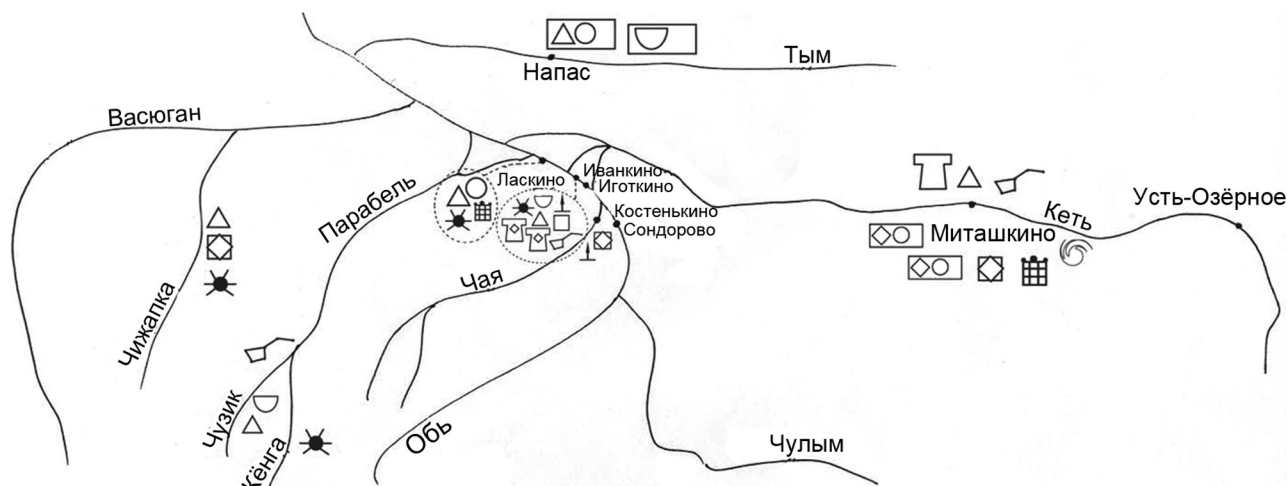 Тым
Напас
Васюган
Иванкино
Ласкино
Иготкино
Парабель
Костенькино
Сондорово
Кеть
Усть-Озёрное
Миташкино
Чая
Чижапка
Чузик
Кёнга
Обь
Чулым